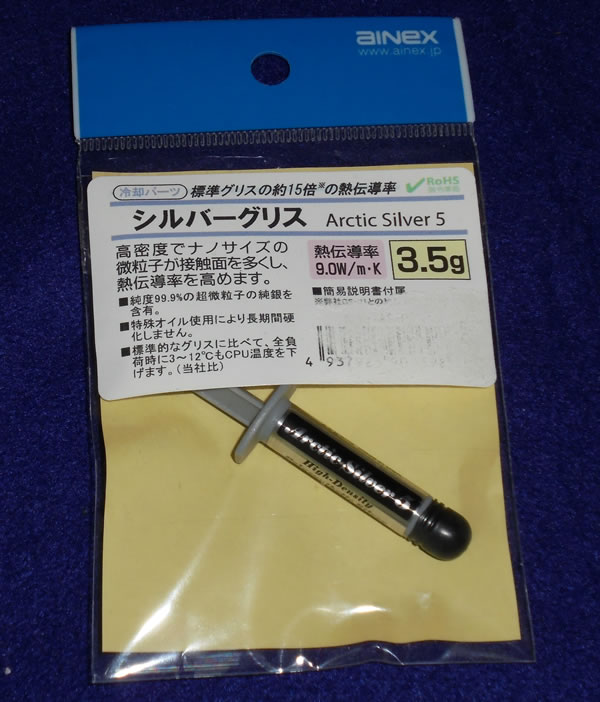 AINEX
www.ainex.jp
冷却パーツ 標準グリスの約15倍※の熱伝導率
RoHS
シルバーグリス Arctic Silver 5
高密度でナノサイズの
微粒子が接触面を多くし、
熱伝導率を高めます。
熱伝導率
9.0W/m・K
3.5g
■純度99.9%の超微粒子の純銀を
含有。
■特殊オイル使用により長期間硬
化しません。
■標準的なグリスに比べて、全負
荷時に3〜12℃もCPU温度を下
げます。(当社比)
■簡易説明書付属
ArcticSilver 5
High-Density